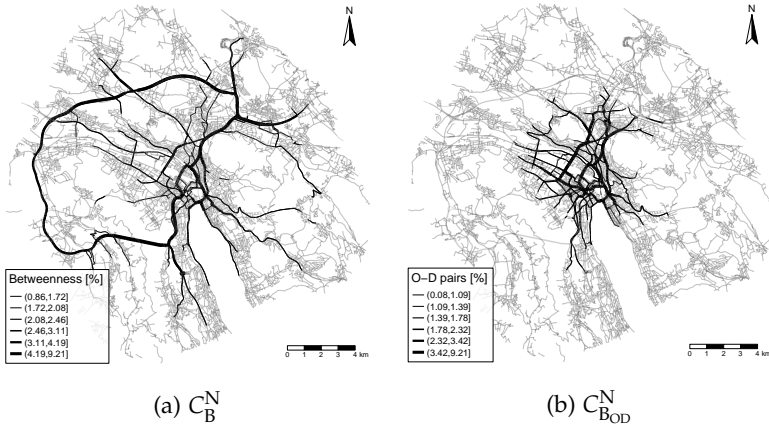 N
Betweenness [%]
(0.86,1.72]
(1.72,2.08]
(2.08,2.46]
(2.46,3.11]
(3.11,4.19]
(4.19,9.21]
0 1 2 3 4 km
(a) C_B^N
N
O−D pairs [%]
(0.08,1.09]
(1.09,1.39]
(1.39,1.78]
(1.78,2.32]
(2.32,3.42]
(3.42,9.21]
0 1 2 3 4 km
(b) C_{B_{OD}}^N